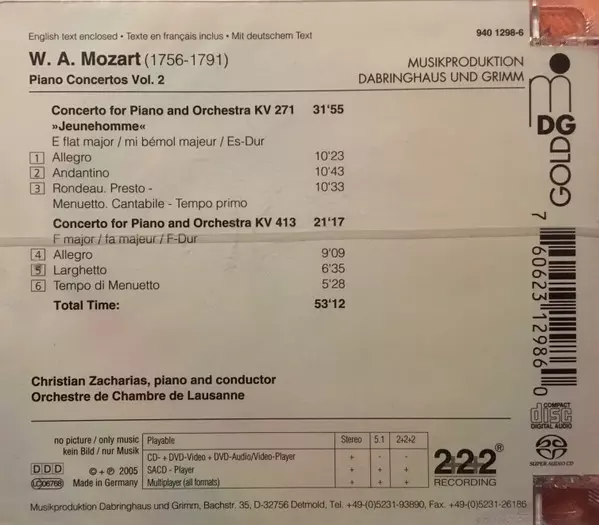 English text enclosed • Texte en français inclus • Mit deutschem Text
940 1298-6
W. A. Mozart (1756-1791)
Piano Concertos Vol. 2
MUSIKPRODUKTION
DABRINGHAUS UND GRIMM
mDG
GOLD
Concerto for Piano and Orchestra KV 271 31'55
»Jeunehomme«
E flat major / mi bémol majeur / Es-Dur
1 Allegro 10'23
2 Andantino 10'43
3 Rondeau. Presto - 10'33
Menuetto. Cantabile - Tempo primo
Concerto for Piano and Orchestra KV 413 21'17
F major / fa majeur / F-Dur
4 Allegro 9'09
5 Larghetto 6'35
6 Tempo di Menuetto 5'28
Total Time: 53'12
7 60623 12986 0
Christian Zacharias, piano and conductor
Orchestre de Chambre de Lausanne
COMPACT
disc
DIGITAL AUDIO
SUPER AUDIO CD
no picture / only music
kein Bild / nur Musik
Playable Stereo 5.1 2+2+2
CD- + DVD-Video + DVD-Audio/Video-Player + - -
SACD - Player + + +
Multiplayer (all formats) + + +
2+2+2®
RECORDING
DDD
LC 06768
© + ℗ 2005
Made in Germany
Musikproduktion Dabringhaus und Grimm, Bachstr. 35, D-32756 Detmold, Tel. +49-(0)5231-93890, Fax. +49-(0)5231-26186